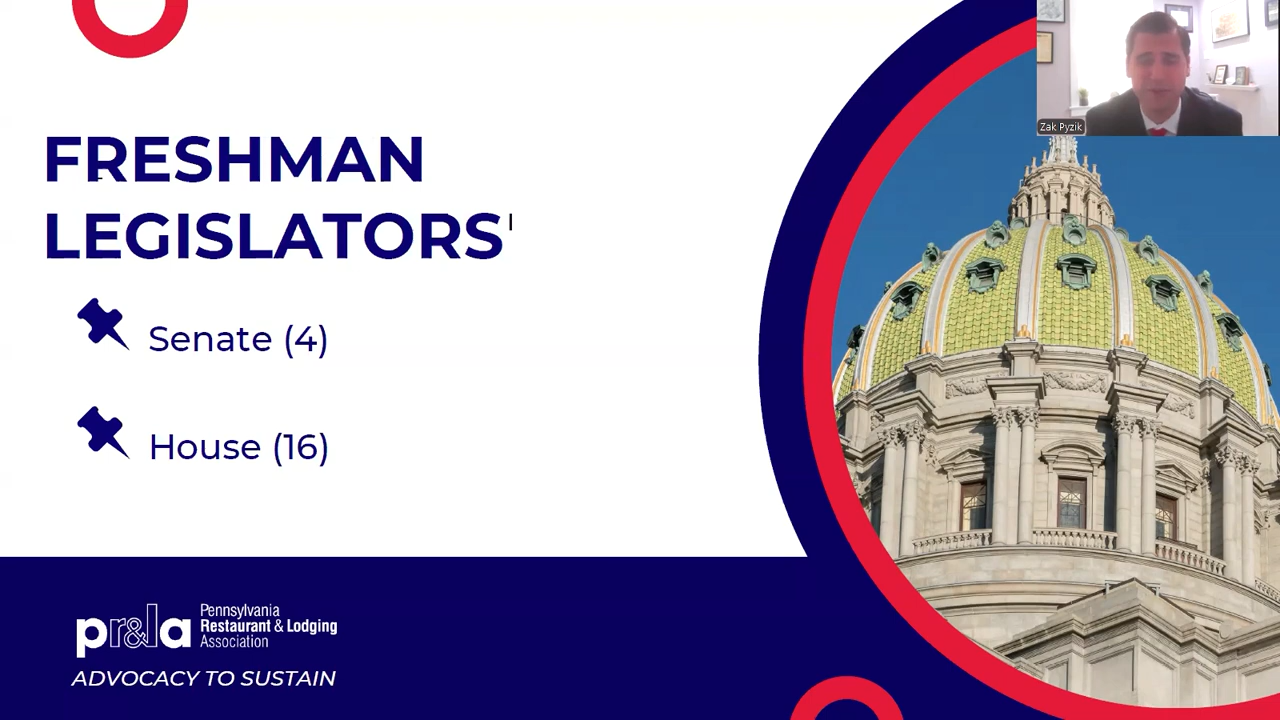 Zak Pyzik
FRESHMAN
LEGISLATORS'
Senate (4)
House (16)
pr&la
Pennsylvania
Restaurant & Lodging
Association
ADVOCACY TO SUSTAIN